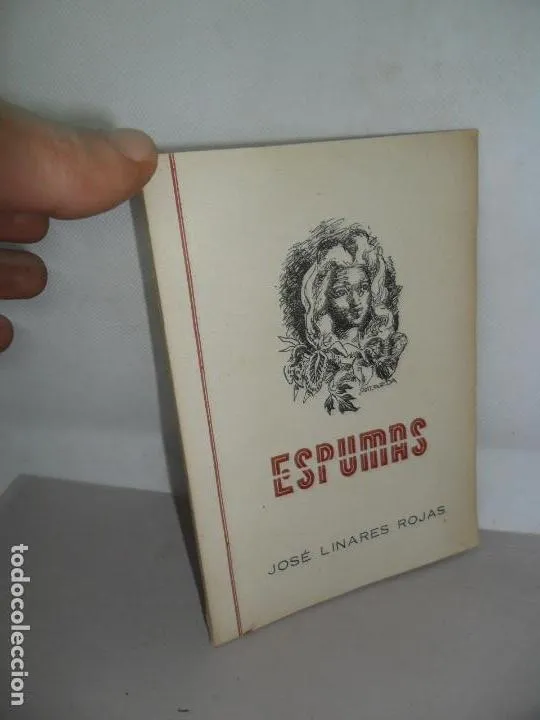 ESPUMAS
JOSÉ LINARES ROJAS
todocoleccion